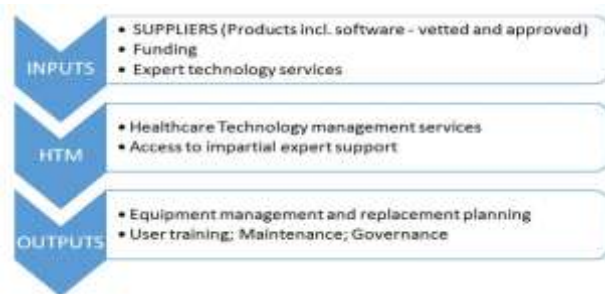 INPUTS
• SUPPLIERS (Products incl. software - vetted and approved)
• Funding
• Expert technology services
HTM
• Healthcare Technology management services
• Access to impartial expert support
OUTPUTS
• Equipment management and replacement planning
• User training; Maintenance; Governance